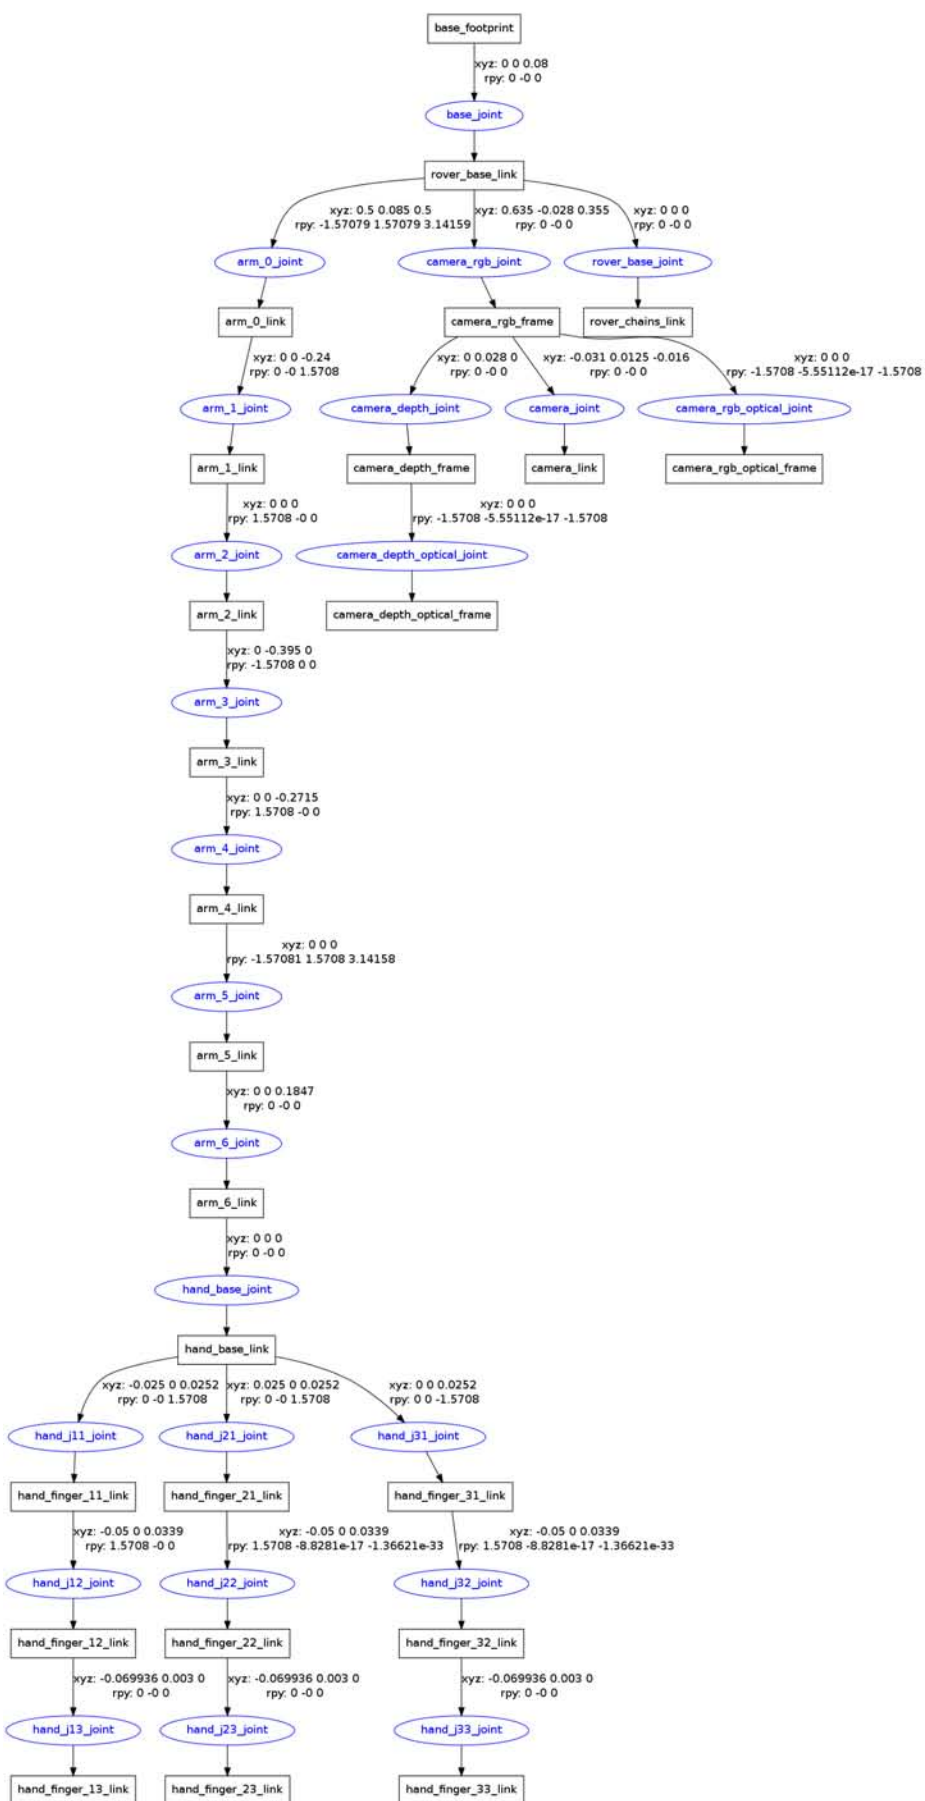 base_footprint
xyz: 0 0 0.08
rpy: 0 -0 0
base_joint
rover_base_link
xyz: 0.5 0.085 0.5
rpy: -1.57079 1.57079 3.14159
xyz: 0.635 -0.028 0.355
rpy: 0 -0 0
xyz: 0 0 0
rpy: 0 -0 0
arm_0_joint
camera_rgb_joint
rover_base_joint
arm_0_link
camera_rgb_frame
rover_chains_link
xyz: 0 0 -0.24
rpy: 0 -0 1.5708
xyz: 0 0.028 0
rpy: 0 -0 0
xyz: -0.031 0.0125 -0.016
rpy: 0 -0 0
xyz: 0 0 0
rpy: -1.5708 -5.55112e-17 -1.5708
arm_1_joint
camera_depth_joint
camera_joint
camera_rgb_optical_joint
arm_1_link
camera_depth_frame
camera_link
camera_rgb_optical_frame
xyz: 0 0 0
rpy: 1.5708 -0 0
xyz: 0 0 0
rpy: -1.5708 -5.55112e-17 -1.5708
arm_2_joint
camera_depth_optical_joint
arm_2_link
camera_depth_optical_frame
xyz: 0 -0.395 0
rpy: -1.5708 0 0
arm_3_joint
arm_3_link
xyz: 0 0 -0.2715
rpy: 1.5708 -0 0
arm_4_joint
arm_4_link
xyz: 0 0 0
rpy: -1.57081 1.5708 3.14158
arm_5_joint
arm_5_link
xyz: 0 0 0.1847
rpy: 0 -0 0
arm_6_joint
arm_6_link
xyz: 0 0 0
rpy: 0 -0 0
hand_base_joint
hand_base_link
xyz: -0.025 0 0.0252
rpy: 0 -0 1.5708
xyz: 0.025 0 0.0252
rpy: 0 -0 1.5708
xyz: 0 0 0.0252
rpy: 0 0 -1.5708
hand_j11_joint
hand_j21_joint
hand_j31_joint
hand_finger_11_link
hand_finger_21_link
hand_finger_31_link
xyz: -0.05 0 0.0339
rpy: 1.5708 -0 0
xyz: -0.05 0 0.0339
rpy: 1.5708 -8.8281e-17 -1.36621e-33
xyz: -0.05 0 0.0339
rpy: 1.5708 -8.8281e-17 -1.36621e-33
hand_j12_joint
hand_j22_joint
hand_j32_joint
hand_finger_12_link
hand_finger_22_link
hand_finger_32_link
xyz: -0.069936 0.003 0
rpy: 0 -0 0
xyz: -0.069936 0.003 0
rpy: 0 -0 0
xyz: -0.069936 0.003 0
rpy: 0 -0 0
hand_j13_joint
hand_j23_joint
hand_j33_joint
hand_finger_13_link
hand_finger_23_link
hand_finger_33_link